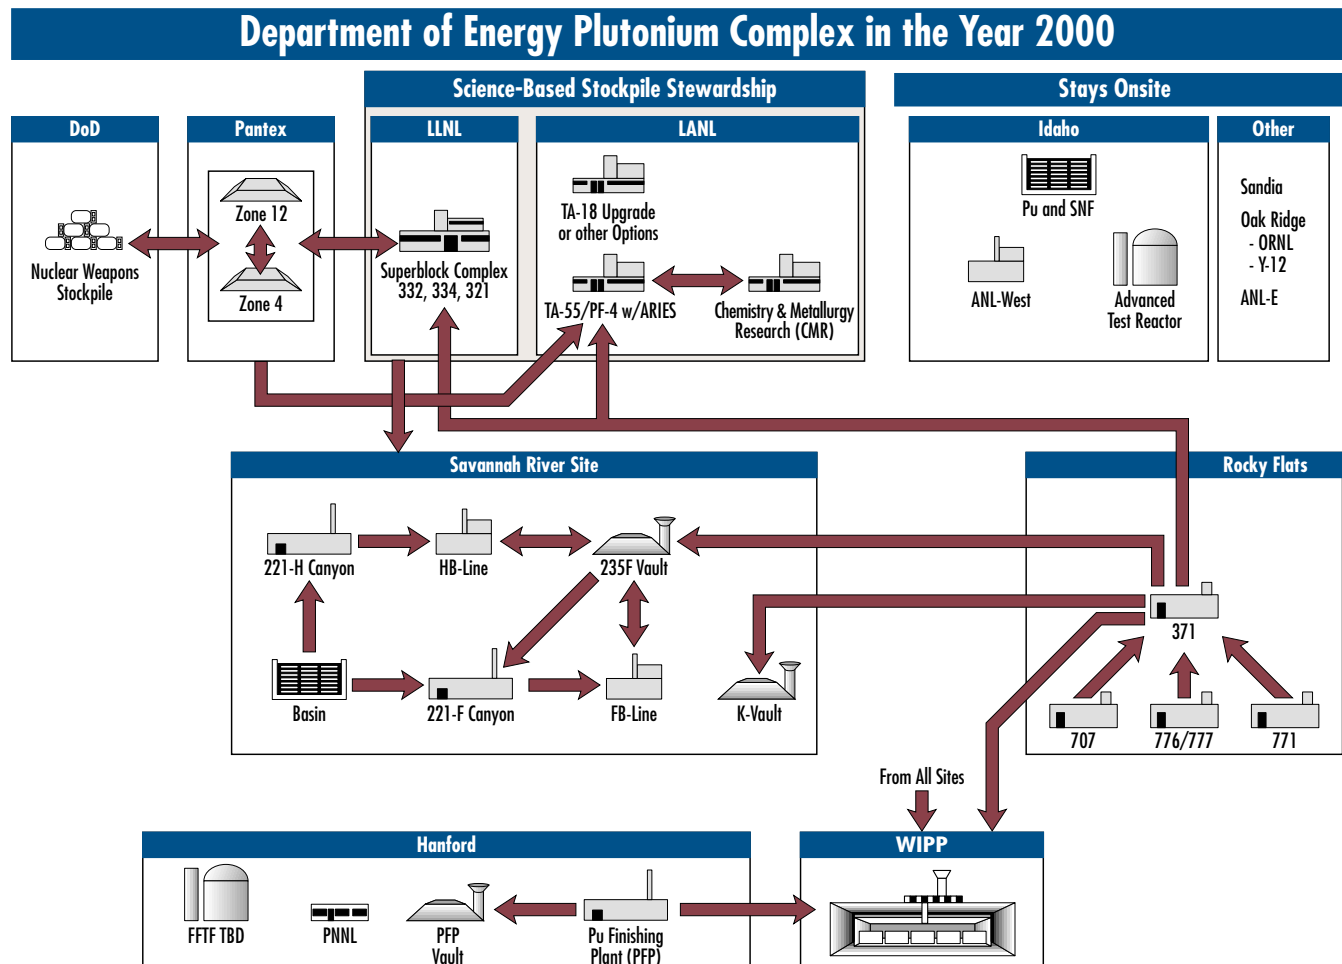 Department of Energy Plutonium Complex in the Year 2000
Science-Based Stockpile Stewardship
Stays Onsite
DoD
Pantex
LLNL
LANL
Idaho
Other
Nuclear Weapons
Stockpile
Zone 12
Zone 4
Superblock Complex
332, 334, 321
TA-18 Upgrade
or other Options
TA-55/PF-4 w/ARIES
Chemistry & Metallurgy
Research (CMR)
Pu and SNF
ANL-West
Advanced
Test Reactor
Sandia
Oak Ridge
- ORNL
- Y-12
ANL-E
Savannah River Site
Rocky Flats
221-H Canyon
HB-Line
235F Vault
Basin
221-F Canyon
FB-Line
K-Vault
371
707
776/777
771
From All Sites
Hanford
WIPP
FFTF TBD
PNNL
PFP
Vault
Pu Finishing
Plant (PFP)